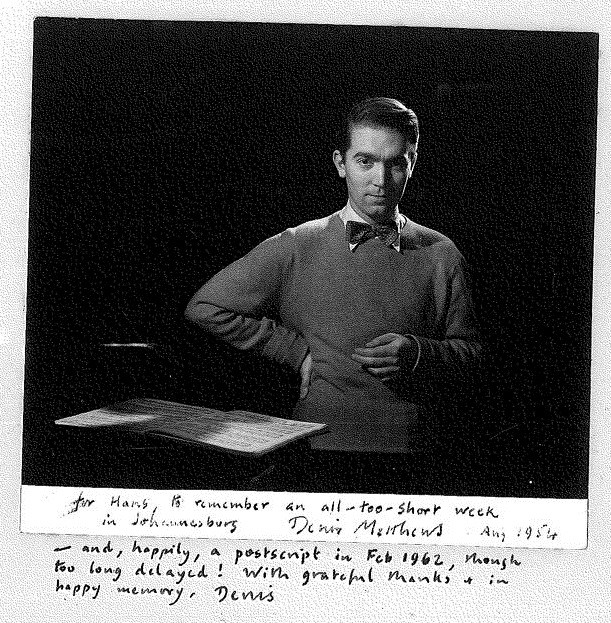 for Hans, to remember an all-too-short week
in Johannesburg Denis Matthews Aug 1954
— and, happily, a postscript in Feb 1962, though
too long delayed! With grateful thanks & in
happy memory, Denis